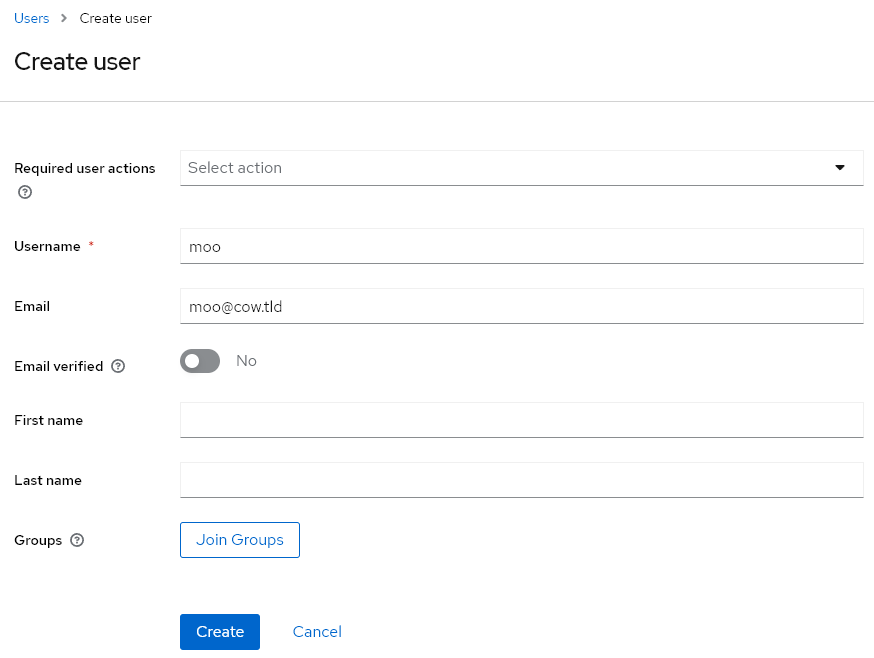 Users > Create user
Create user
Required user actions
Select action
Username *
moo
Email
moo@cow.tld
Email verified
No
First name
Last name
Groups
Join Groups
Create
Cancel